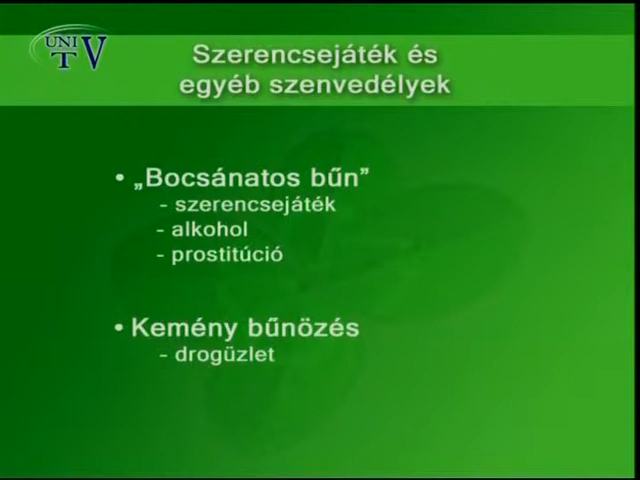 UNI
TV
Szerencsejáték és
egyéb szenvedélyek
• „Bocsánatos bűn”
- szerencsejáték
- alkohol
- prostitúció
• Kemény bűnözés
- drogüzlet